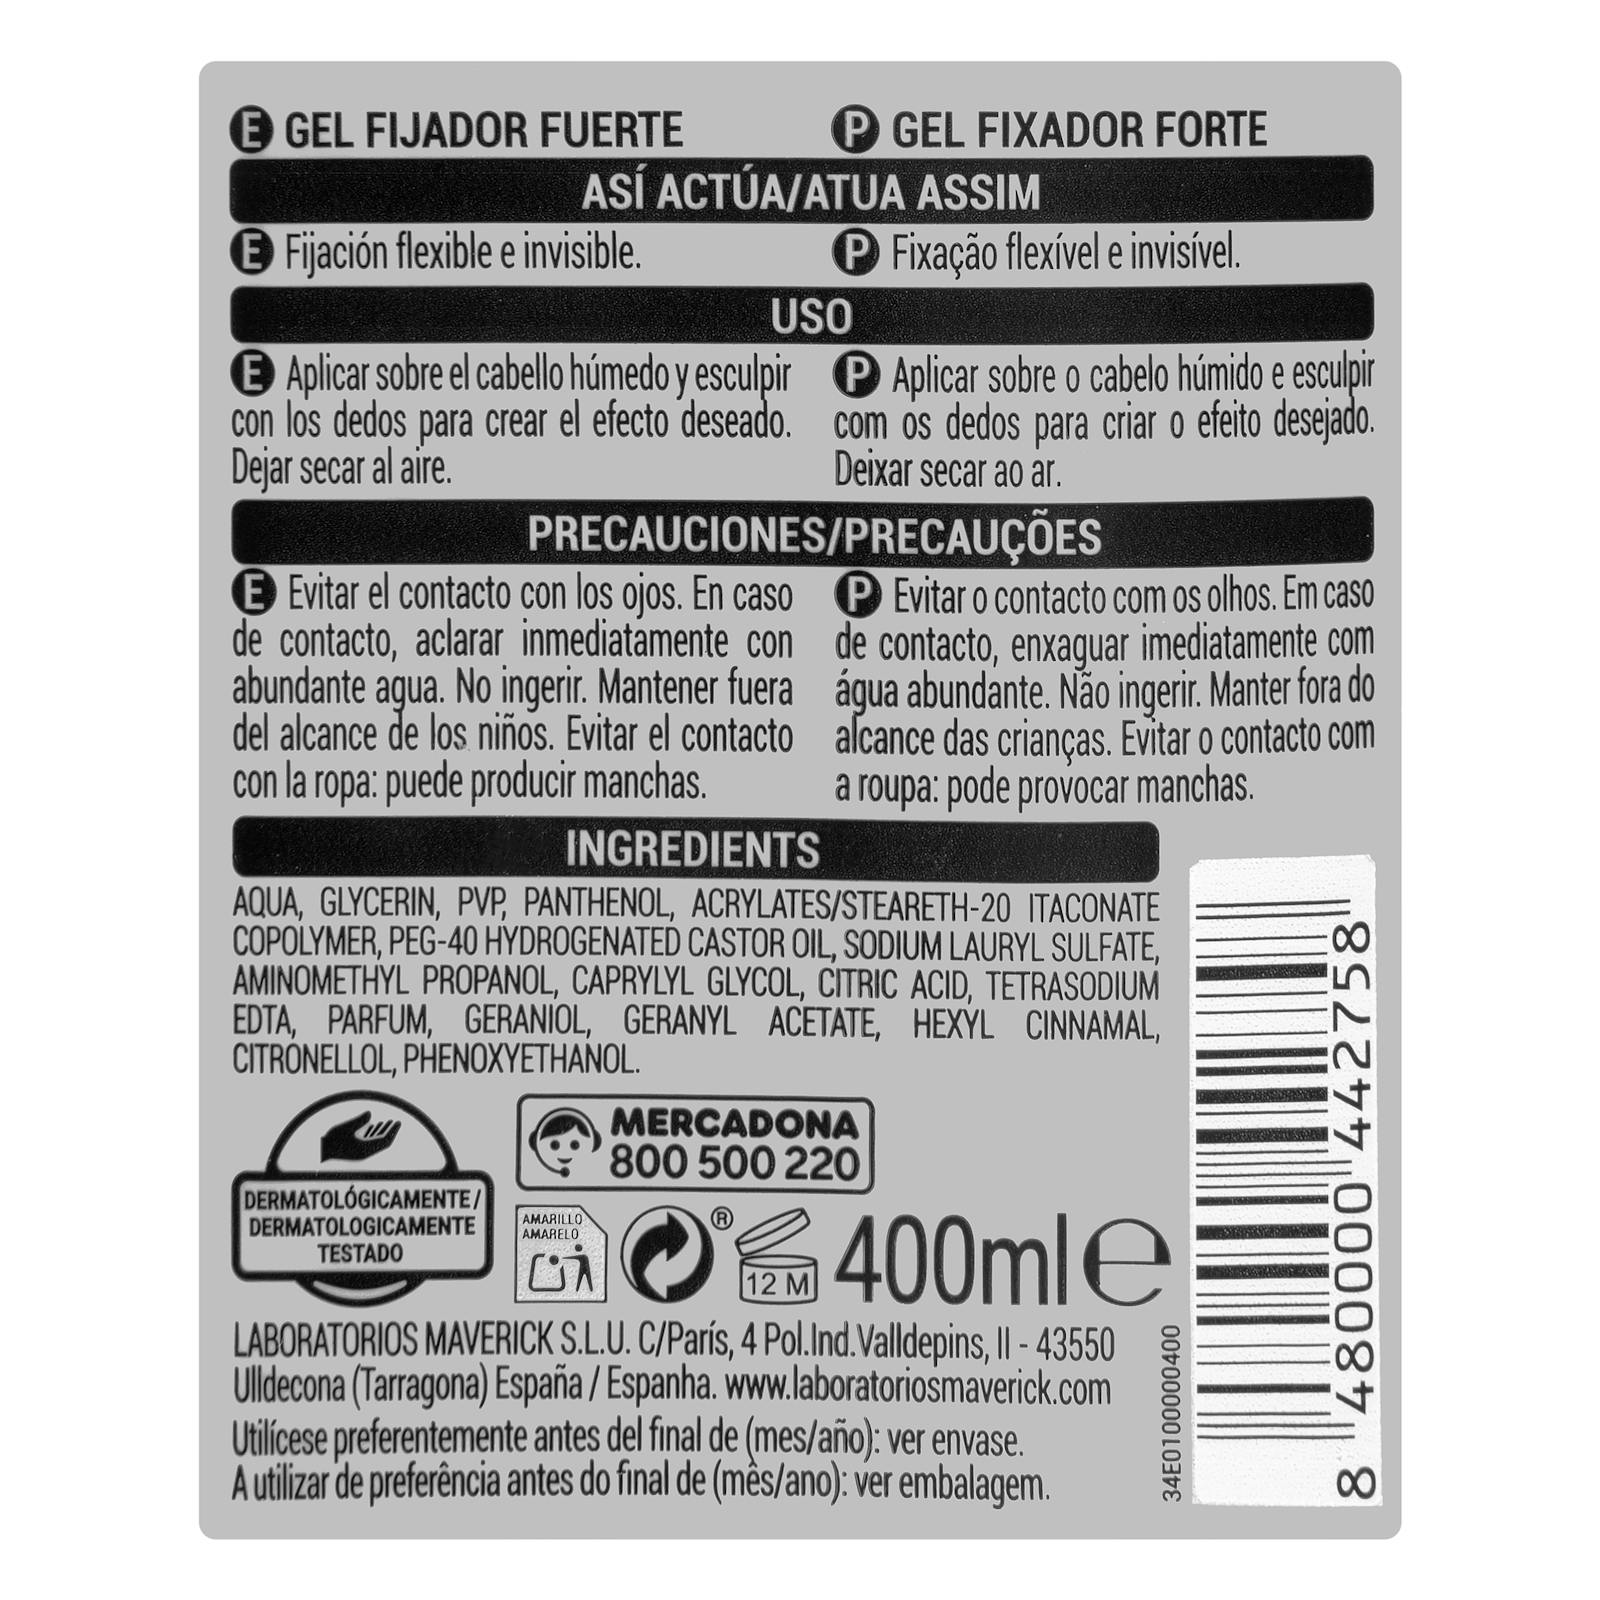 E GEL FIJADOR FUERTE
P GEL FIXADOR FORTE
ASÍ ACTÚA/ATUA ASSIM
E Fijación flexible e invisible.
P Fixação flexível e invisível.
USO
E Aplicar sobre el cabello húmedo y esculpir
con los dedos para crear el efecto deseado.
Dejar secar al aire.
P Aplicar sobre o cabelo húmido e esculpir
com os dedos para criar o efeito desejado.
Deixar secar ao ar.
PRECAUCIONES/PRECAUÇÕES
E Evitar el contacto con los ojos. En caso
de contacto, aclarar inmediatamente con
abundante agua. No ingerir. Mantener fuera
del alcance de los niños. Evitar el contacto
con la ropa: puede producir manchas.
P Evitar o contacto com os olhos. Em caso
de contacto, enxaguar imediatamente com
água abundante. Não ingerir. Manter fora do
alcance das crianças. Evitar o contacto com
a roupa: pode provocar manchas.
INGREDIENTS
AQUA, GLYCERIN, PVP, PANTHENOL, ACRYLATES/STEARETH-20 ITACONATE
COPOLYMER, PEG-40 HYDROGENATED CASTOR OIL, SODIUM LAURYL SULFATE,
AMINOMETHYL PROPANOL, CAPRYLYL GLYCOL, CITRIC ACID, TETRASODIUM
EDTA, PARFUM, GERANIOL, GERANYL ACETATE, HEXYL CINNAMAL,
CITRONELLOL, PHENOXYETHANOL.
DERMATOLÓGICAMENTE/
DERMATOLOGICAMENTE
TESTADO
MERCADONA
800 500 220
AMARILLO
AMARELO
®
12 M
400ml e
LABORATORIOS MAVERICK S.L.U. C/París, 4 Pol.Ind.Valldepins, II - 43550
Ulldecona (Tarragona) España / Espanha. www.laboratoriosmaverick.com
Utilícese preferentemente antes del final de (mes/año): ver envase.
A utilizar de preferência antes do final de (mês/ano): ver embalagem.
34E010000400
8 480000 442758